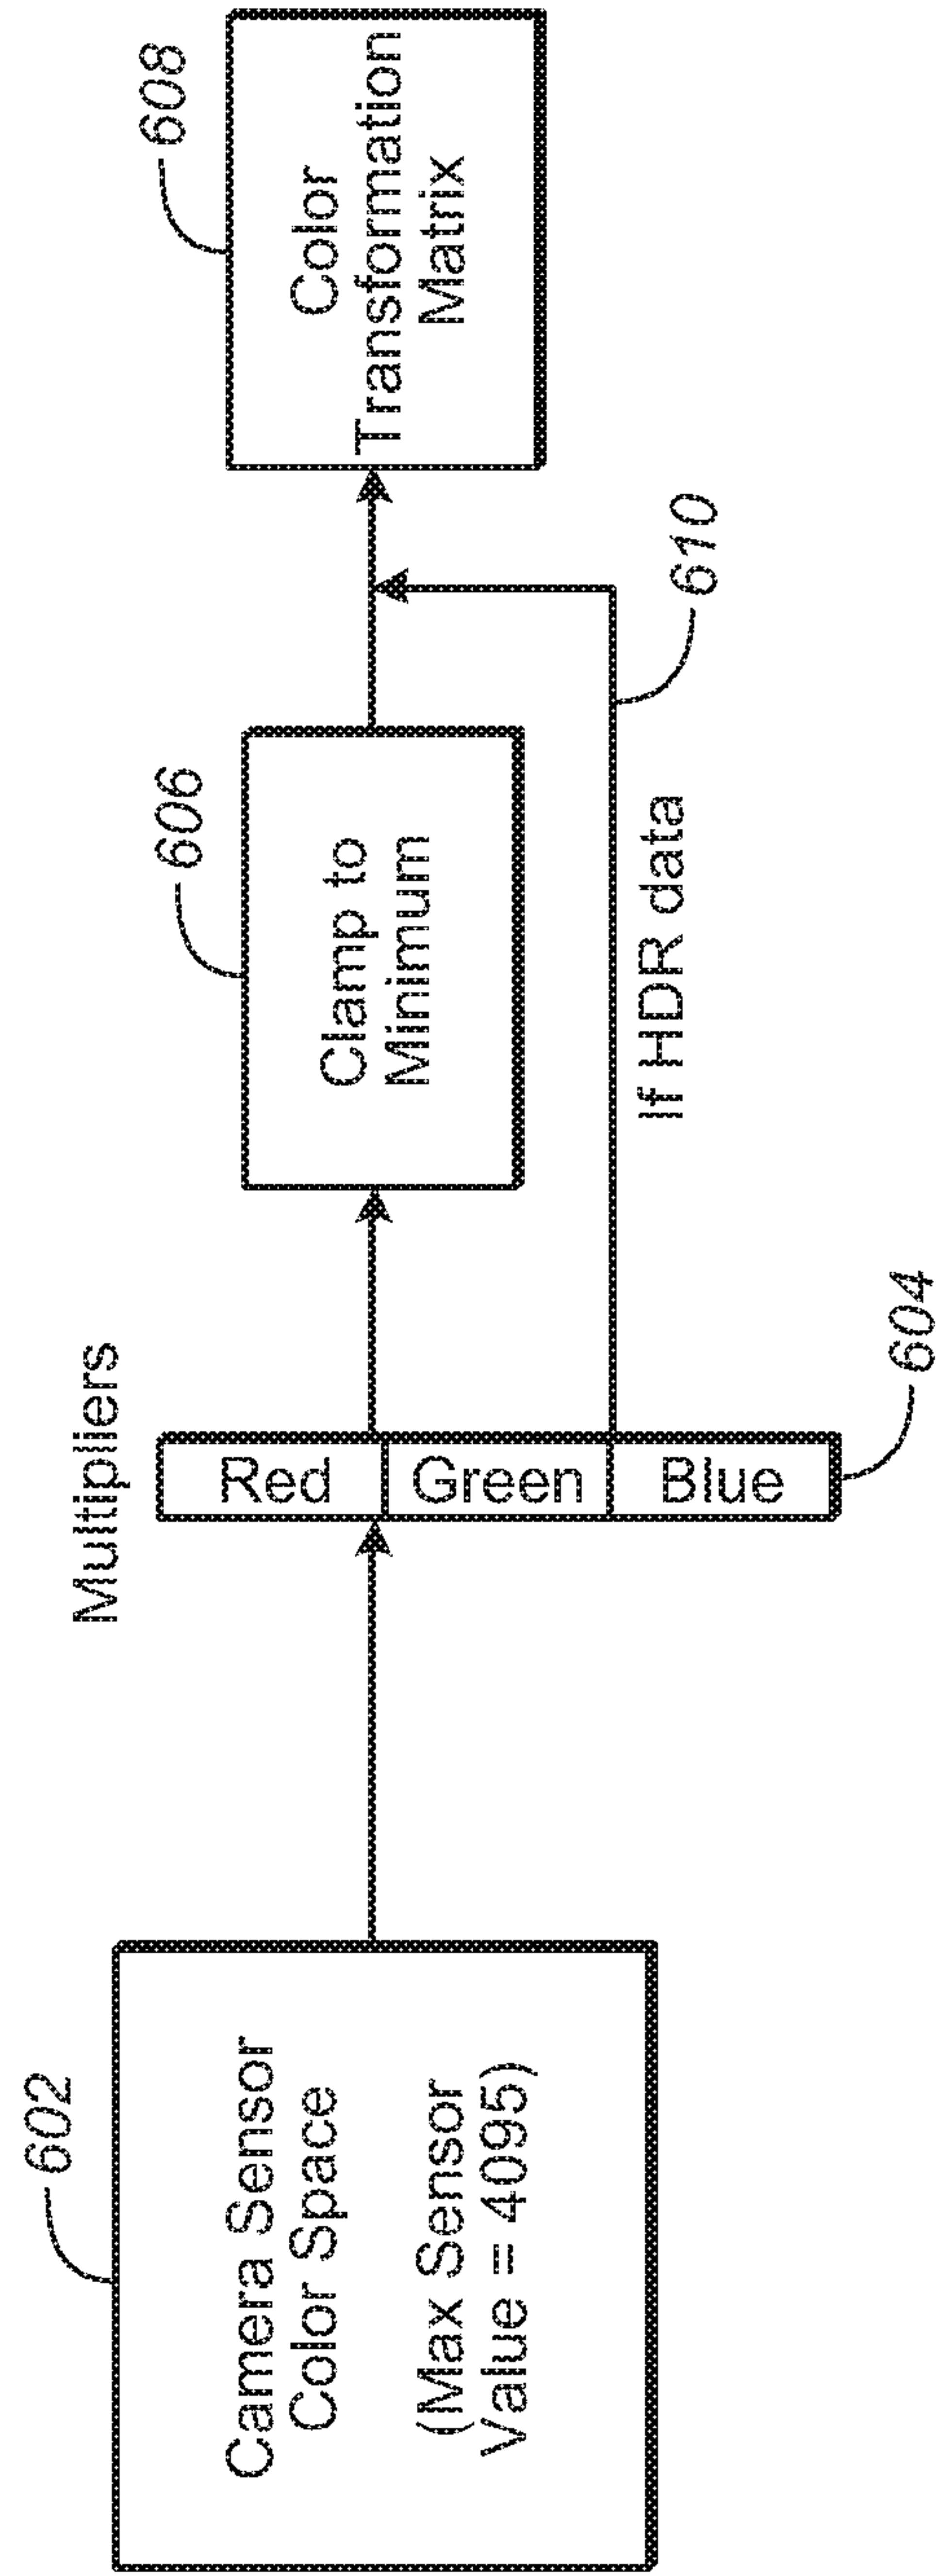 602
Camera Sensor
Color Space
(Max Sensor
Value = 4095)
Multipliers
Red
Green
Blue
604
606
Clamp to
Minimum
If HDR data
610
608
Color
Transformation
Matrix